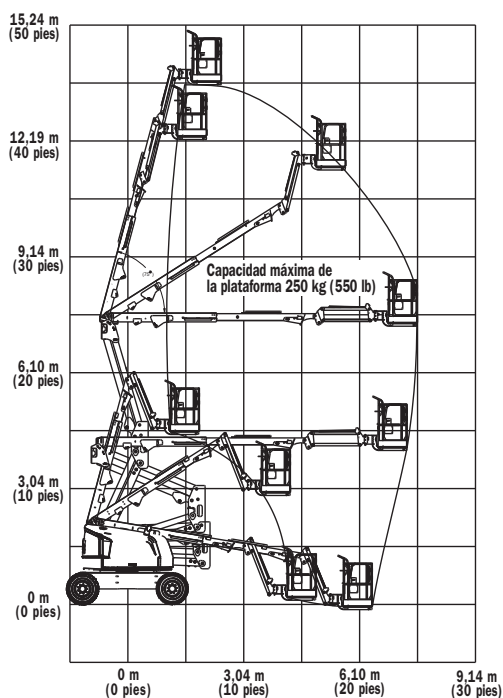 15,24 m
(50 pies)
12,19 m
(40 pies)
9,14 m
(30 pies)
Capacidad máxima de
la plataforma 250 kg (550 lb)
6,10 m
(20 pies)
3,04 m
(10 pies)
0 m
(0 pies)
0 m
(0 pies)
3,04 m
(10 pies)
6,10 m
(20 pies)
9,14 m
(30 pies)